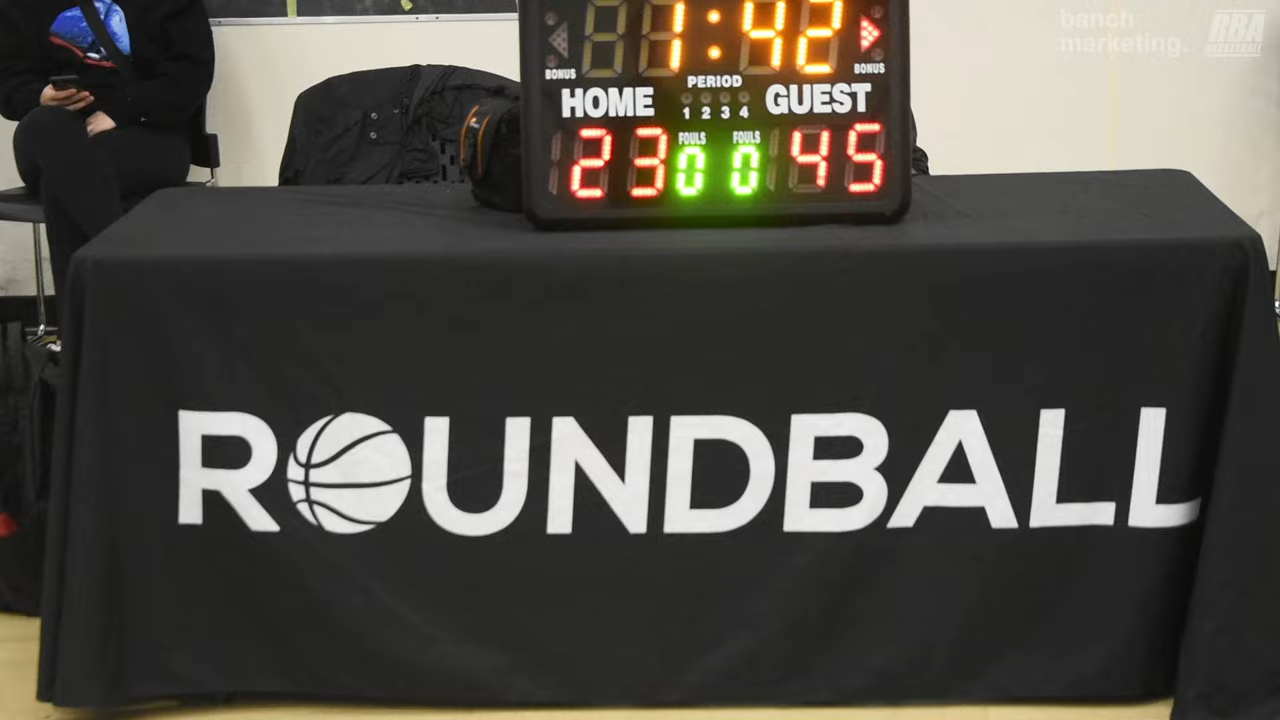 banch
marketing.
RBA
BASKETBALL
1:42
BONUS
BONUS
PERIOD
HOME
GUEST
1 2 3 4
FOULS
FOULS
23
0
0
45
ROUNDBALL